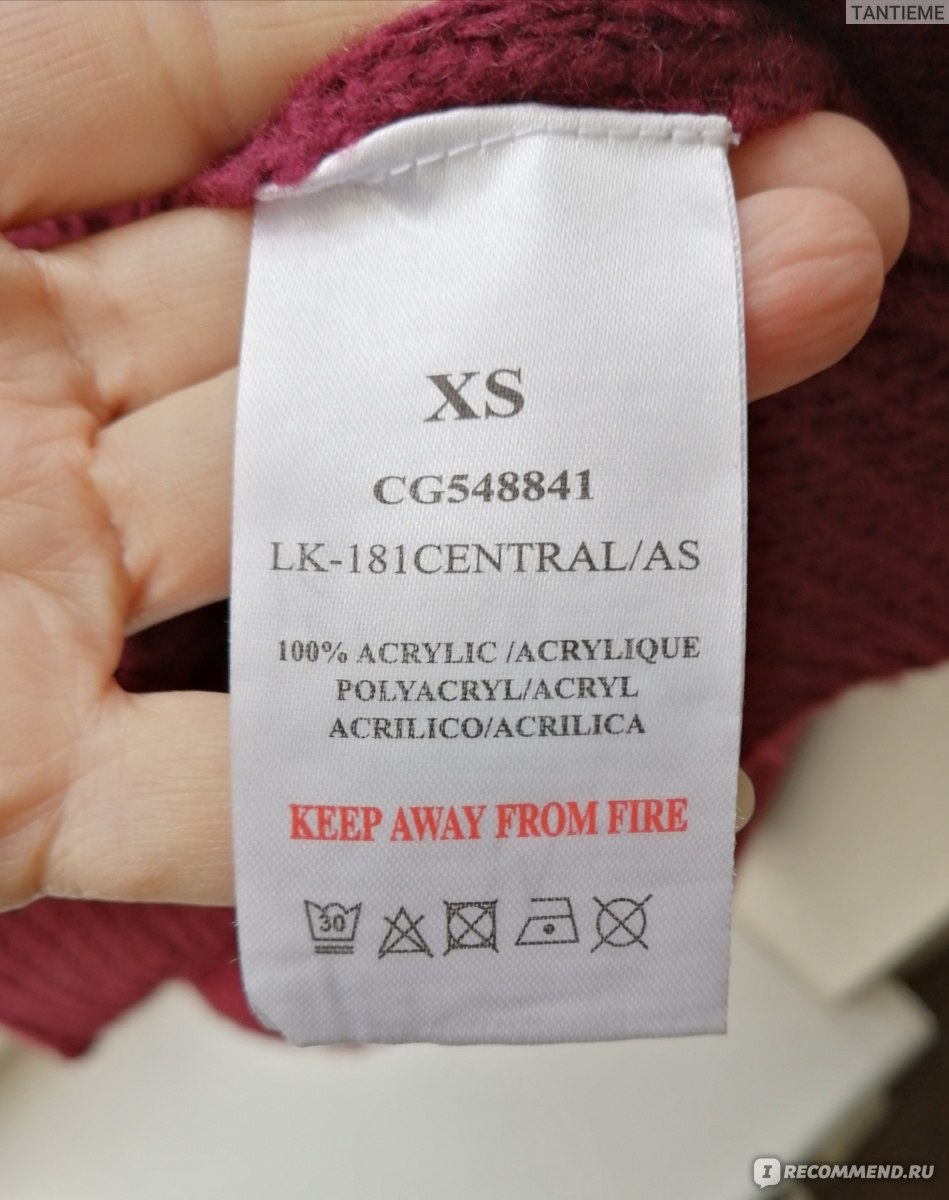 TANTIEME
XS
CG548841
LK-181CENTRAL/AS
100% ACRYLIC /ACRYLIQUE
POLYACRYL/ACRYL
ACRILICO/ACRILICA
KEEP AWAY FROM FIRE
30
I RECOMMEND.RU